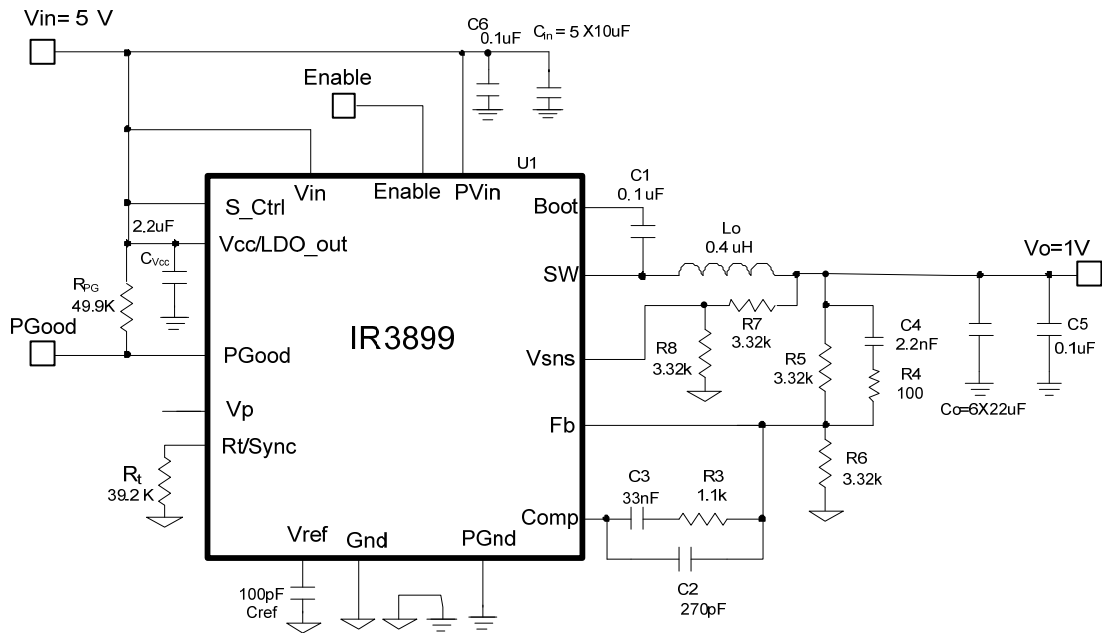 Vin= 5 V
C6
0.1uF
Cin = 5 X10uF
Enable
U1
Vin
Enable
PVin
C1
0.1uF
S_Ctrl
Boot
2.2uF
Vcc/LDO_out
CVcc
Lo
0.4 uH
Vo=1V
SW
RPG
49.9K
PGood
IR3899
R7
3.32k
R8
3.32k
C4
2.2nF
C5
0.1uF
PGood
Vsns
R5
3.32k
R4
100
Co=6X22uF
Vp
Fb
Rt/Sync
Rt
39.2 K
R6
3.32k
C3
33nF
R3
1.1k
Comp
Vref
Gnd
PGnd
100pF
Cref
C2
270pF